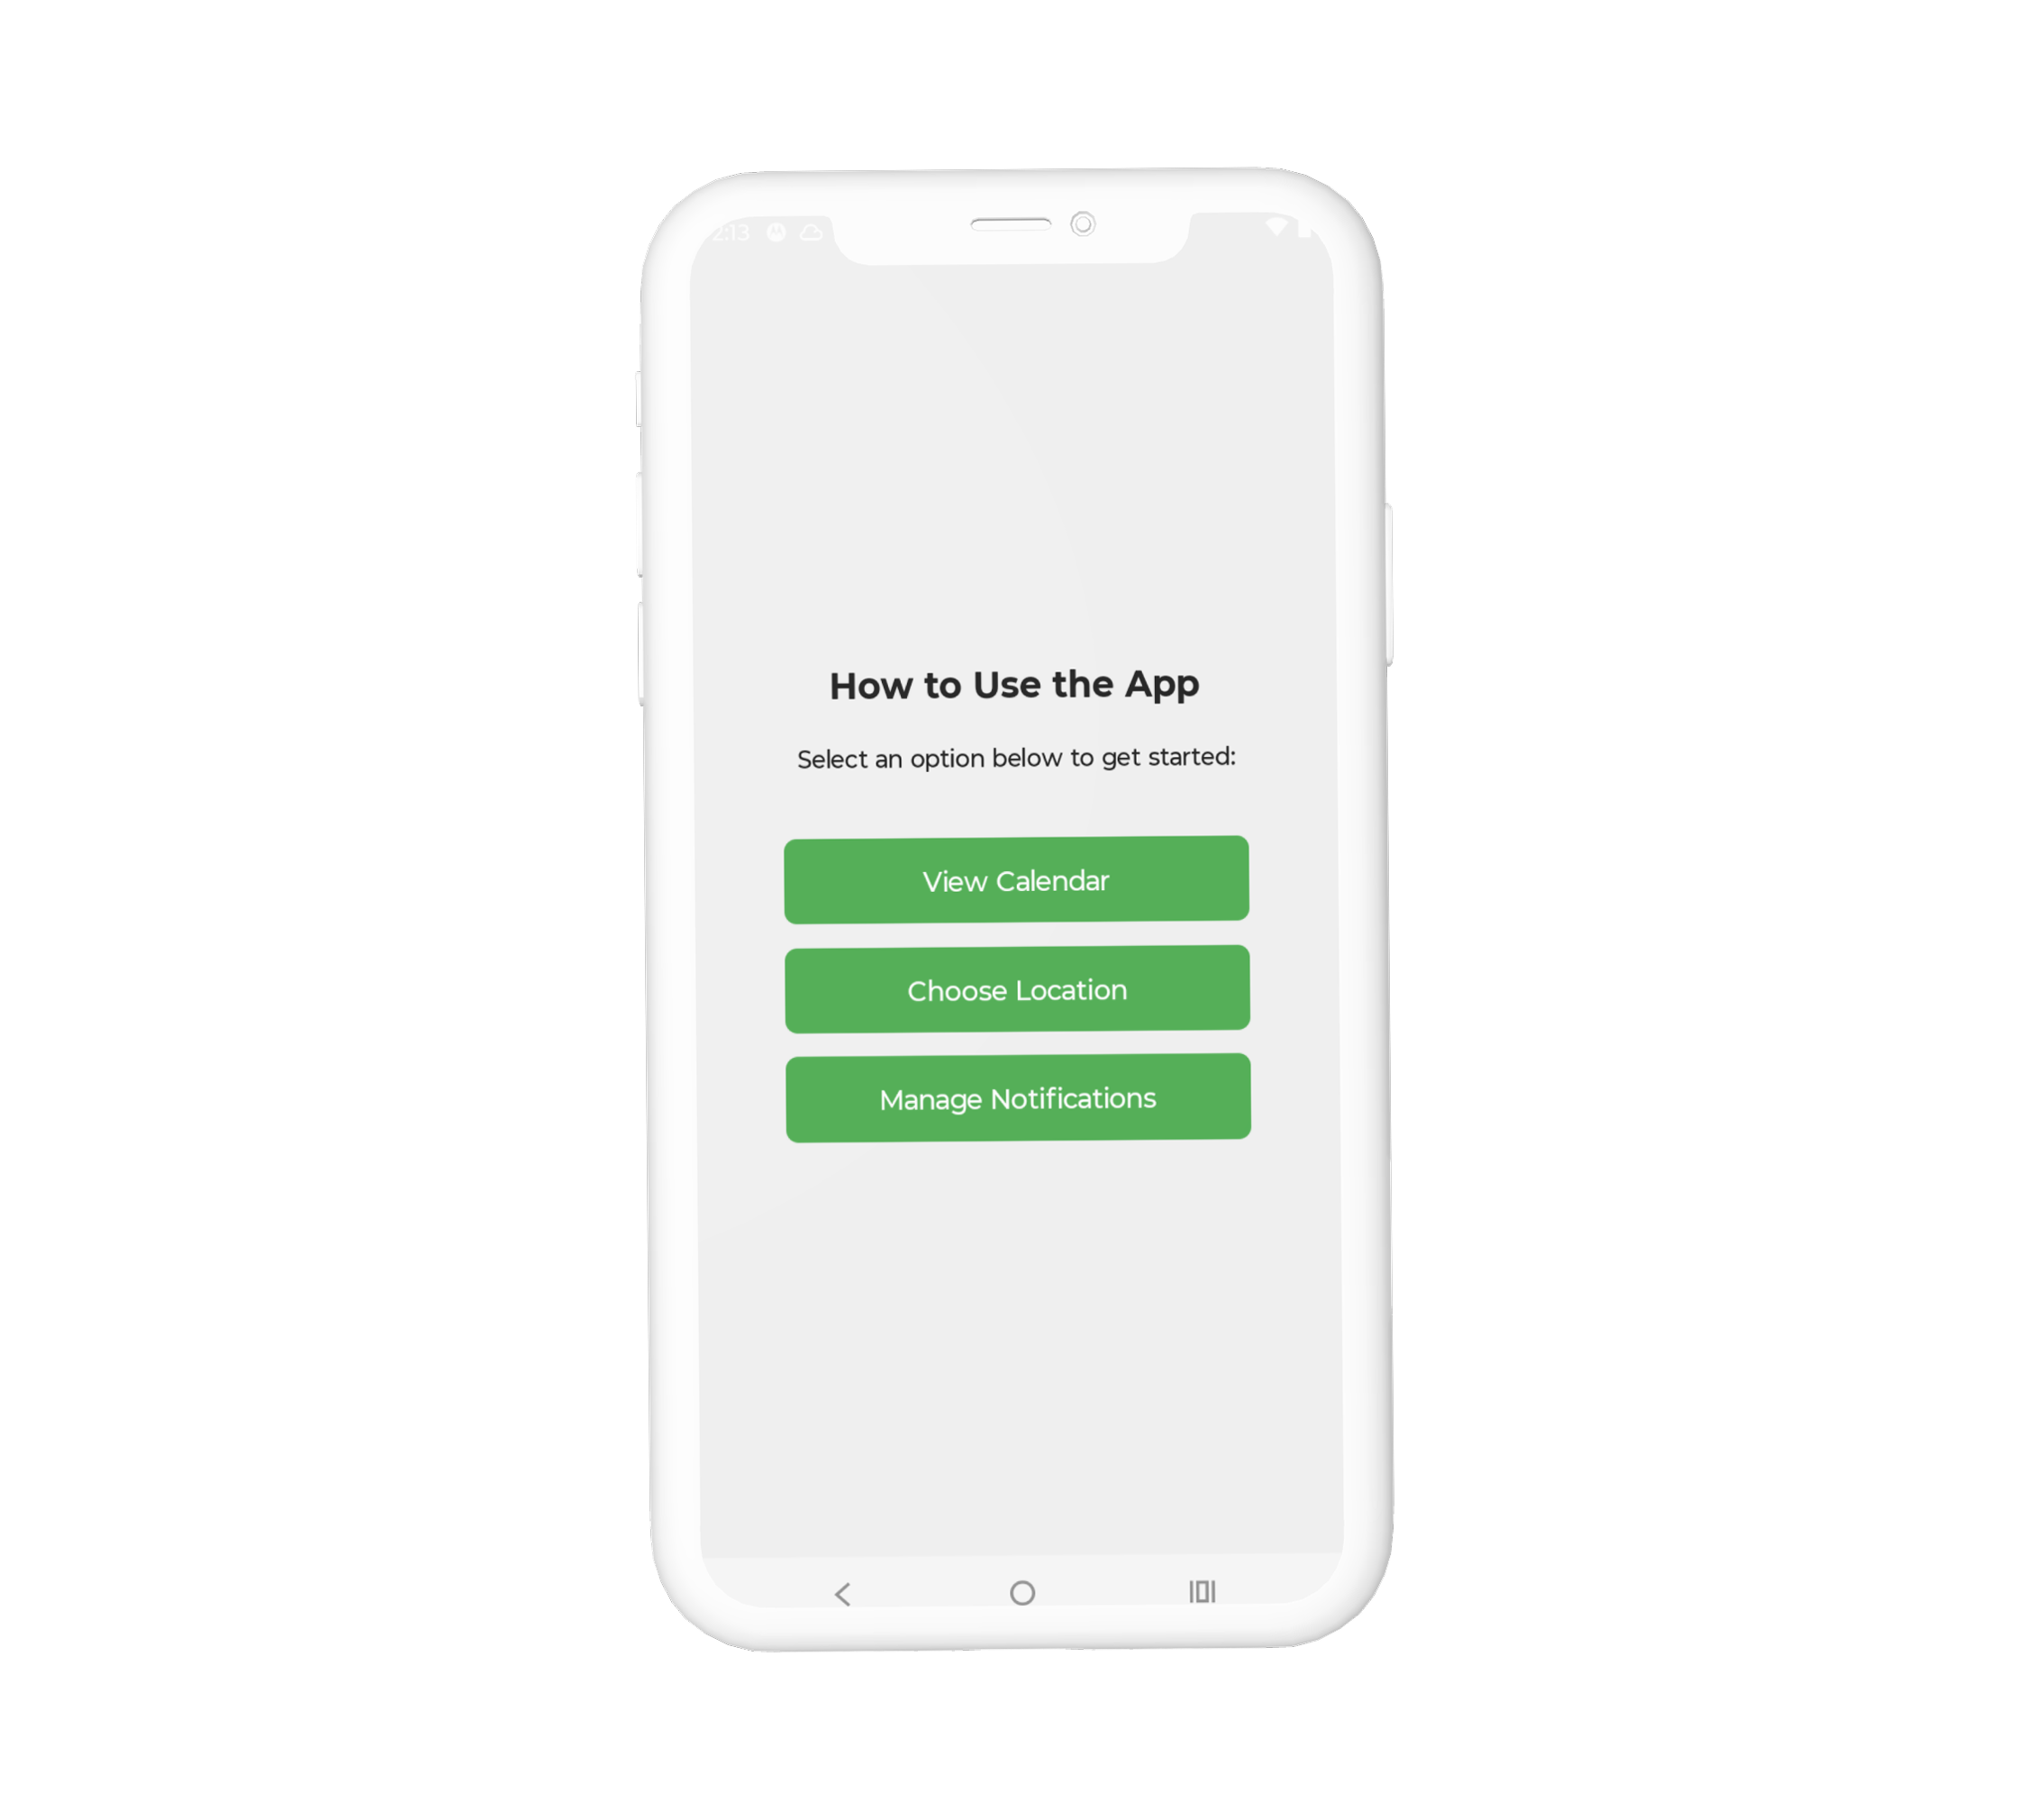 2:13
How to Use the App
Select an option below to get started:
View Calendar
Choose Location
Manage Notifications